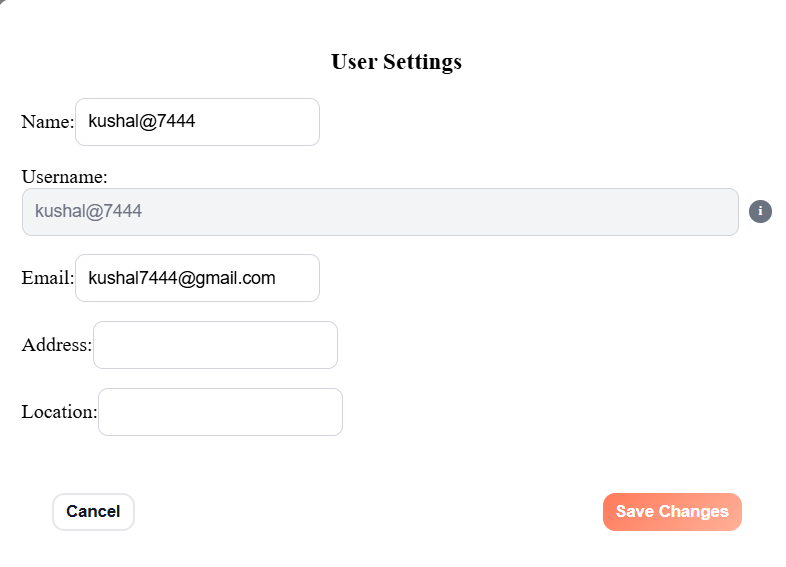 User Settings
Name: kushal@7444
Username:
kushal@7444
i
Email: kushal7444@gmail.com
Address:
Location:
Cancel Save Changes